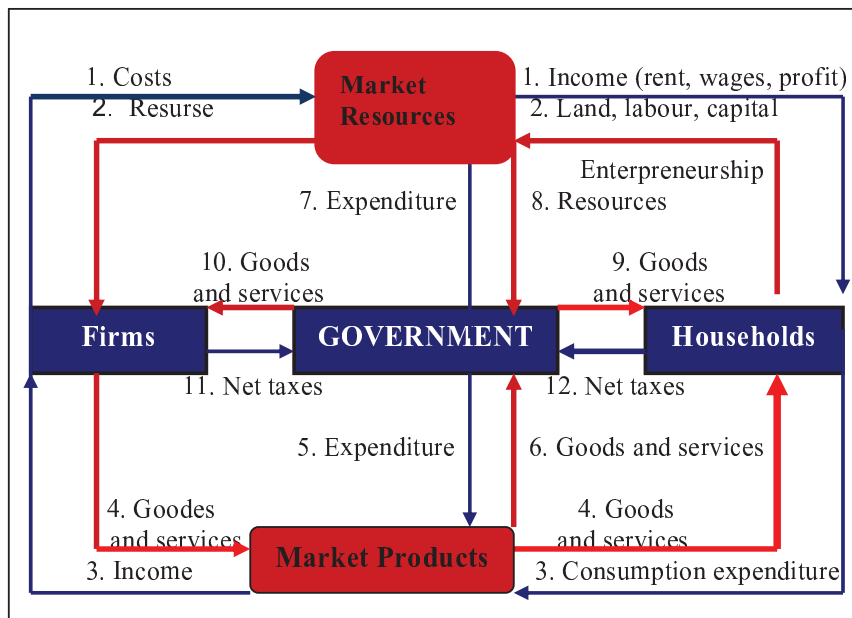 1. Costs
2. Resurse
Market
Resources
1. Income (rent, wages, profit)
2. Land, labour, capital
Enterpreneurship
7. Expenditure
8. Resources
10. Goods
and services
9. Goods
and services
Firms
GOVERNMENT
Households
11. Net taxes
12. Net taxes
5. Expenditure
6. Goods and services
4. Goodes
and services
4. Goods
and services
Market Products
3. Income
3. Consumption expenditure